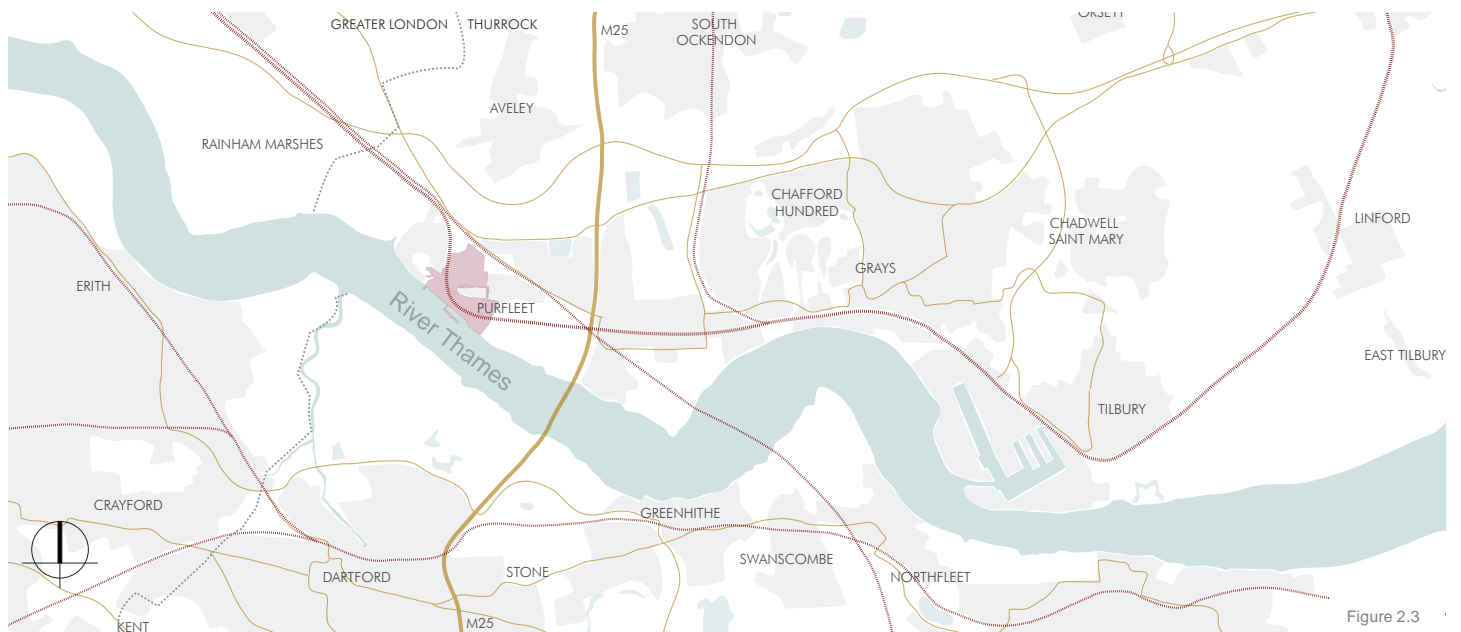 GREATER LONDON
THURROCK
M25
SOUTH
OCKENDON
ORSETT
AVELEY
RAINHAM MARSHES
CHAFFORD
HUNDRED
CHADWELL
SAINT MARY
LINFORD
GRAYS
ERITH
PURFLEET
River Thames
EAST TILBURY
TILBURY
CRAYFORD
GREENHITHE
SWANSCOMBE
DARTFORD
STONE
NORTHFLEET
M25
KENT
Figure 2.3